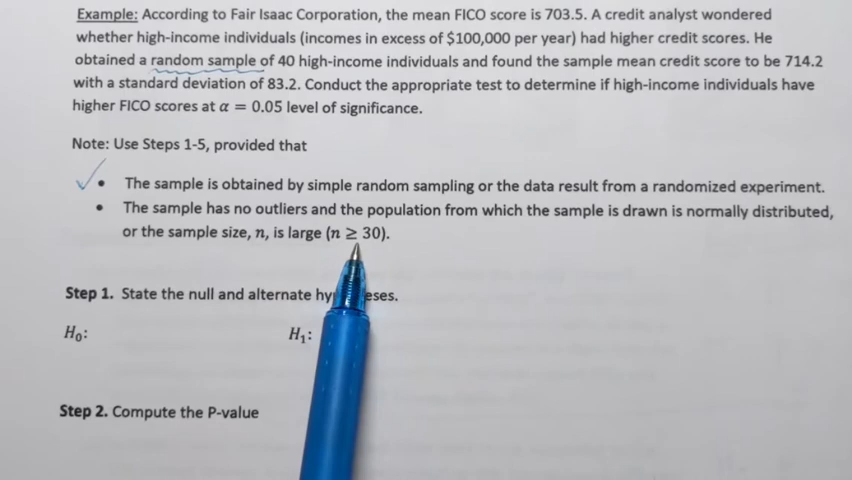 Example: According to Fair Isaac Corporation, the mean FICO score is 703.5. A credit analyst wondered
whether high-income individuals (incomes in excess of $100,000 per year) had higher credit scores. He
obtained a random sample of 40 high-income individuals and found the sample mean credit score to be 714.2
with a standard deviation of 83.2. Conduct the appropriate test to determine if high-income individuals have
higher FICO scores at α = 0.05 level of significance.
Note: Use Steps 1-5, provided that
• The sample is obtained by simple random sampling or the data result from a randomized experiment.
• The sample has no outliers and the population from which the sample is drawn is normally distributed,
or the sample size, n, is large (n ≥ 30).
Step 1. State the null and alternate hy eses.
H₀: H₁:
Step 2. Compute the P-value